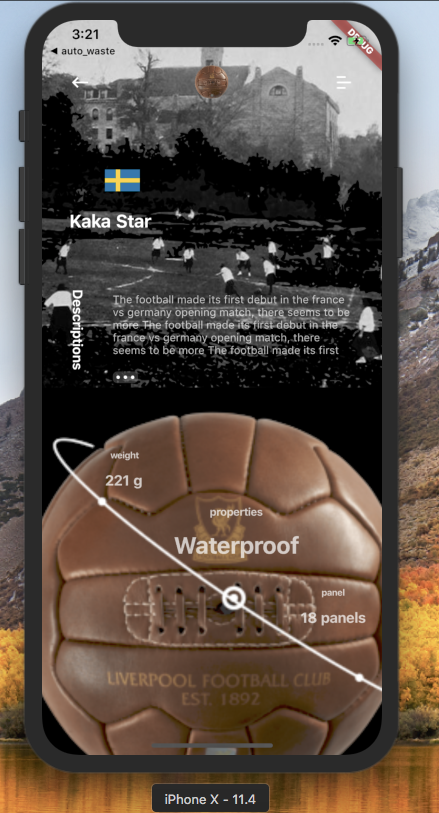 3:21
DEBUG
◀ auto_waste
Kaka Star
Descriptions
The football made its first debut in the france
vs germany opening match, there seems to be
more The football made its first debut in the
france vs germany opening match, there
seems to be more The football made its first
weight
221 g
properties
Waterproof
panel
18 panels
LIVERPOOL FOOTBALL CLUB
EST. 1892
iPhone X - 11.4